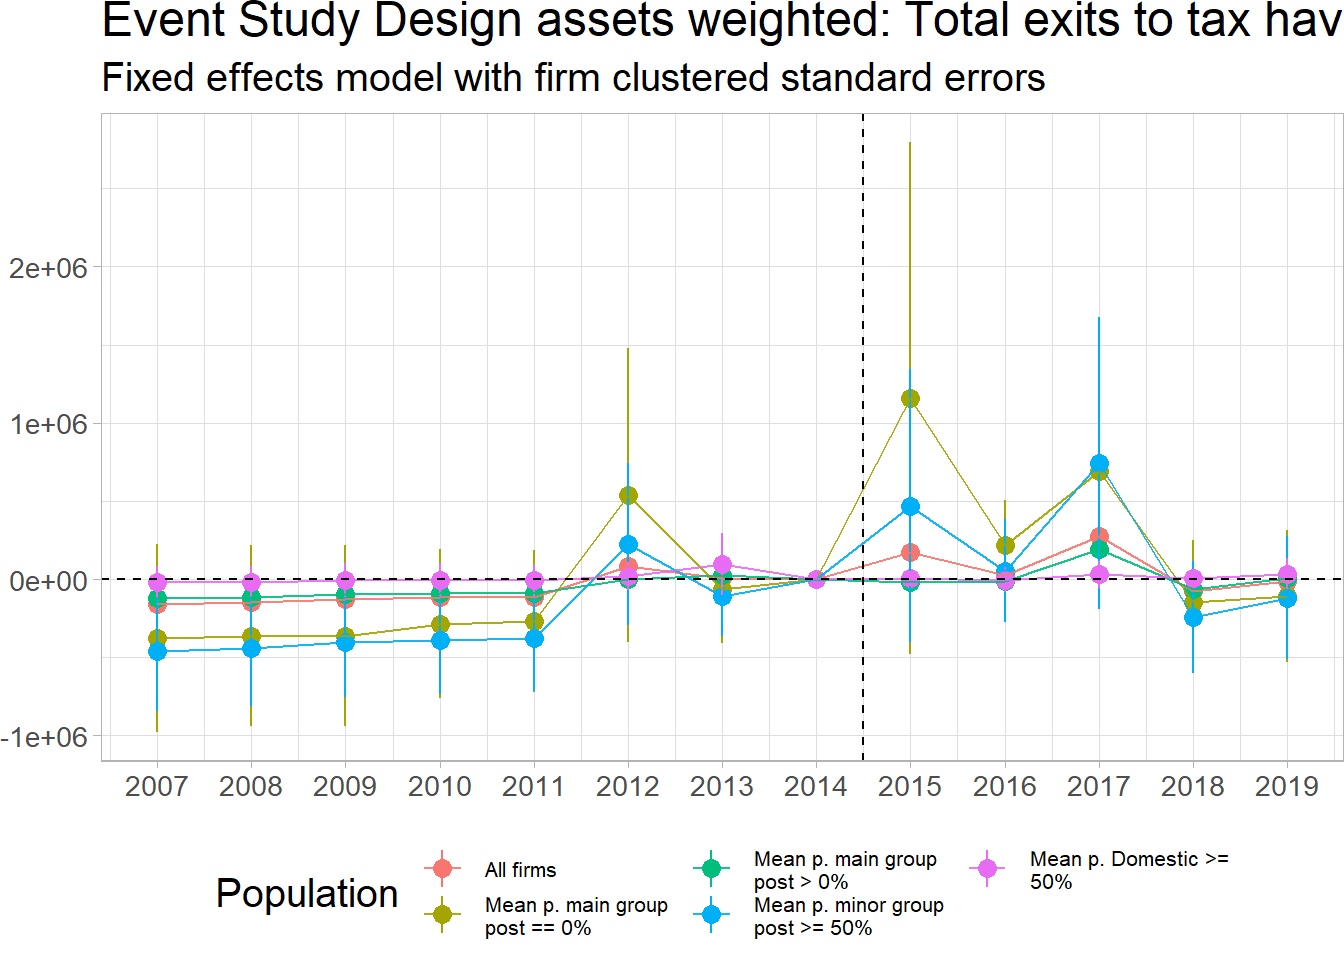 Event Study Design assets weighted: Total exits to tax hav
Fixed effects model with firm clustered standard errors
2e+06
1e+06
0e+00
-1e+06
2007 2008 2009 2010 2011 2012 2013 2014 2015 2016 2017 2018 2019
Population
All firms
Mean p. main group
post == 0%
Mean p. main group
post > 0%
Mean p. minor group
post >= 50%
Mean p. Domestic >=
50%